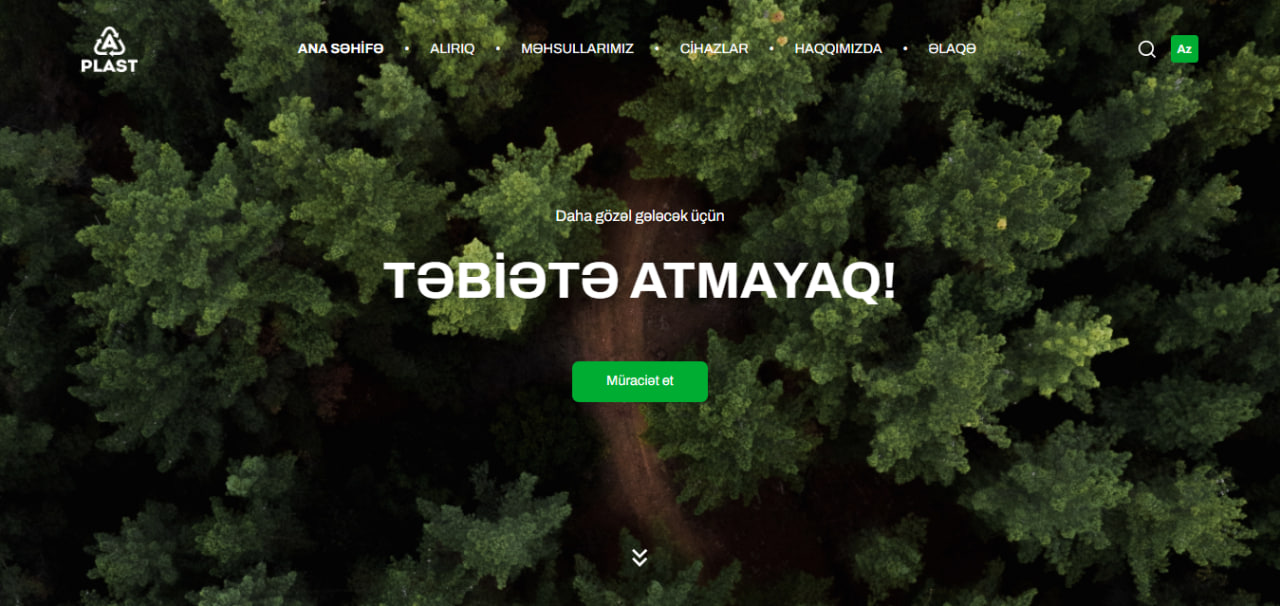 A
PLAST
ANA SƏHİFƏ • ALIRIQ • MƏHSULLARIMIZ • CİHAZLAR • HAQQIMIZDA • ƏLAQƏ
Az
Daha gözəl gələcək üçün
TƏBİƏTƏ ATMAYAQ!
Müraciət et